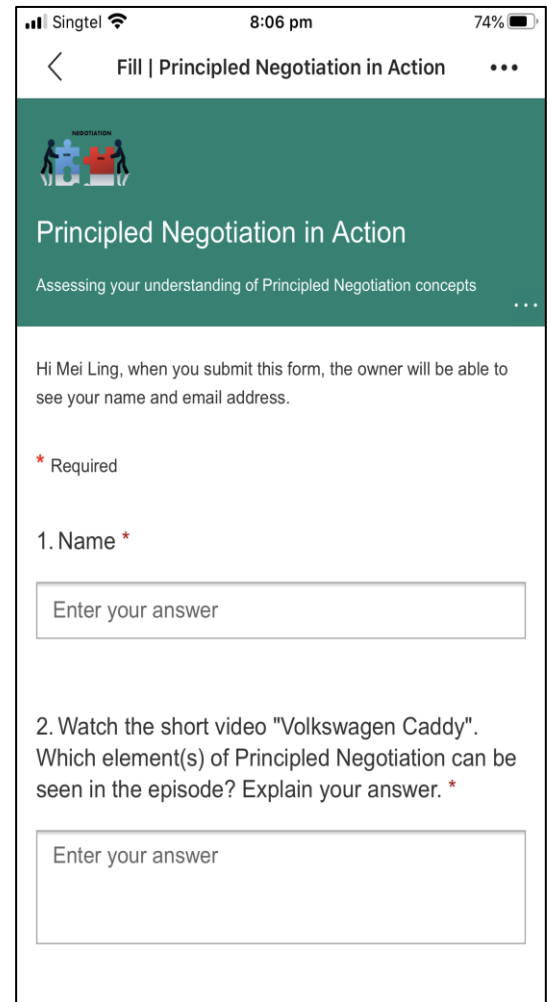 Singtel 8:06 pm 74%
Fill | Principled Negotiation in Action
NEGOTIATION
Principled Negotiation in Action
Assessing your understanding of Principled Negotiation concepts
Hi Mei Ling, when you submit this form, the owner will be able to
see your name and email address.
* Required
1. Name *
Enter your answer
2. Watch the short video "Volkswagen Caddy".
Which element(s) of Principled Negotiation can be
seen in the episode? Explain your answer. *
Enter your answer